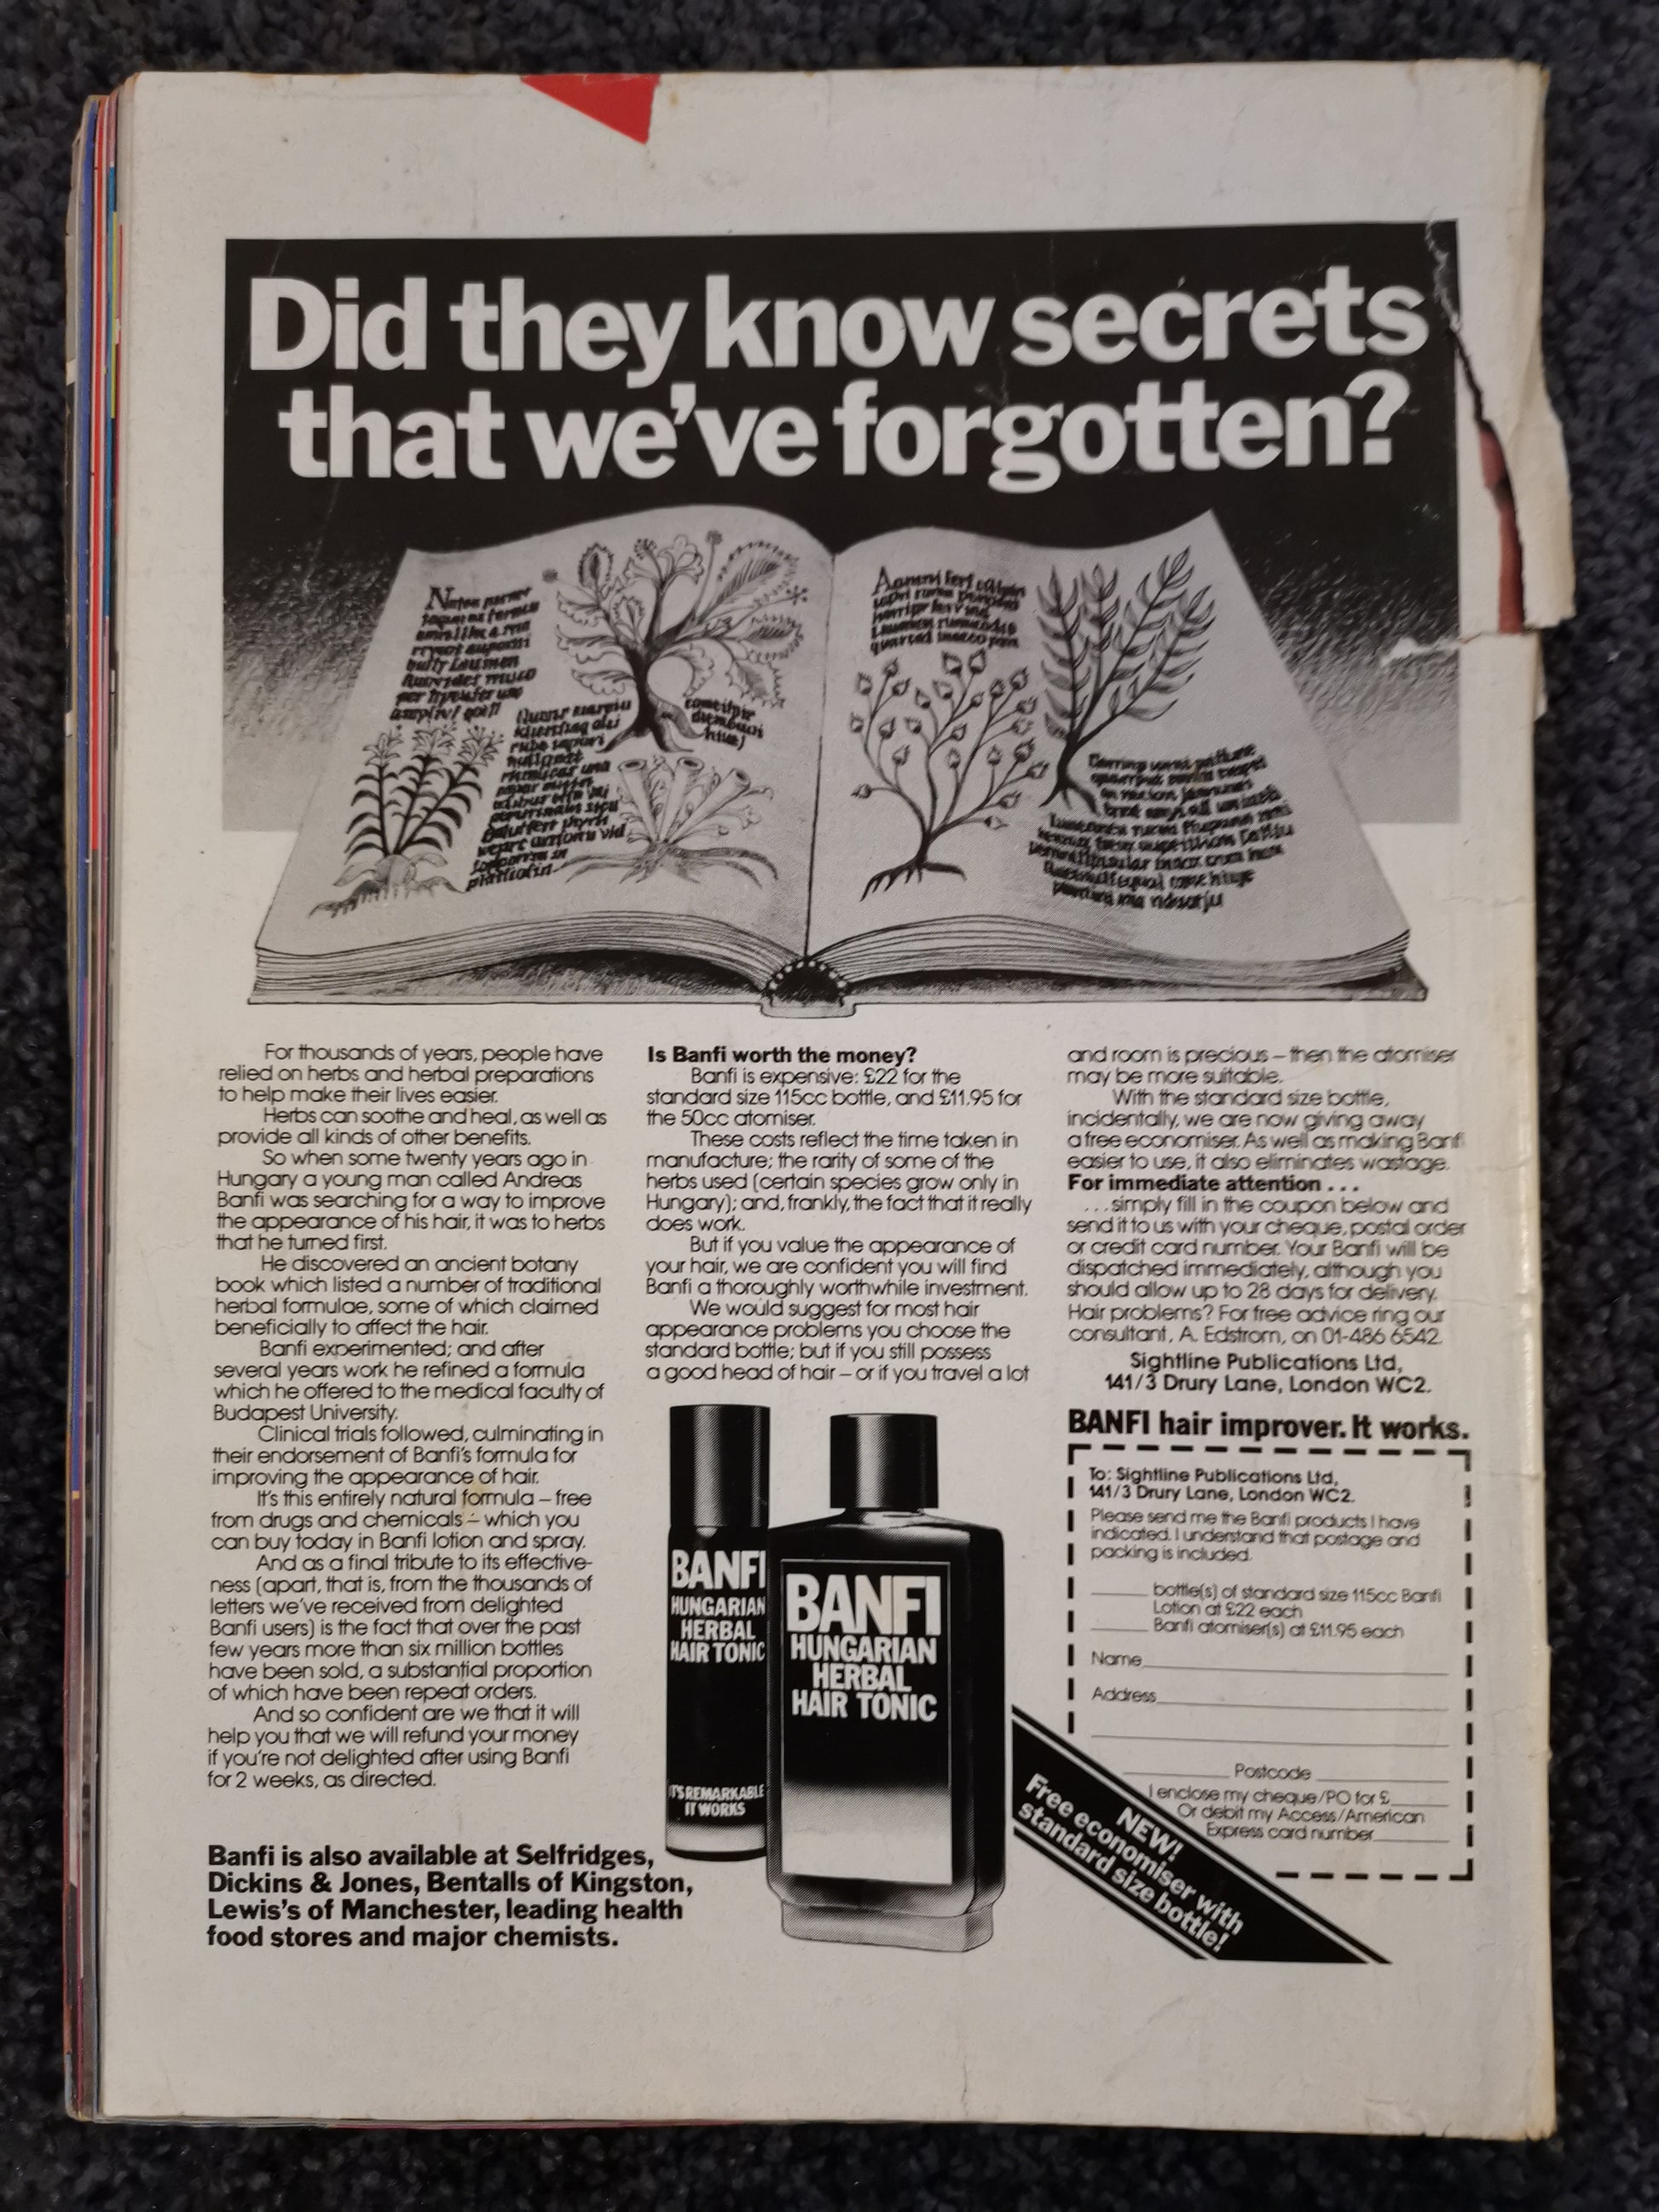 Did they know secrets
that we've forgotten?
For thousands of years, people have
relied on herbs and herbal preparations
to help make their lives easier.
Herbs can soothe and heal, as well as
provide all kinds of other benefits.
So when some twenty years ago in
Hungary a young man called Andreas
Banfi was searching for a way to improve
the appearance of his hair, it was to herbs
that he turned first.
He discovered an ancient botany
book which listed a number of traditional
herbal formulae, some of which claimed
beneficially to affect the hair.
Banfi experimented; and after
several years work he refined a formula
which he offered to the medical faculty of
Budapest University.
Clinical trials followed, culminating in
their endorsement of Banfi's formula for
improving the appearance of hair.
It's this entirely natural formula – free
from drugs and chemicals – which you
can buy today in Banfi lotion and spray.
And as a final tribute to its effective-
ness (apart, that is, from the thousands of
letters we've received from delighted
Banfi users) is the fact that over the past
few years more than six million bottles
have been sold, a substantial proportion
of which have been repeat orders.
And so confident are we that it will
help you that we will refund your money
if you're not delighted after using Banfi
for 2 weeks, as directed.
Banfi is also available at Selfridges,
Dickins & Jones, Bentalls of Kingston,
Lewis's of Manchester, leading health
food stores and major chemists.
Is Banfi worth the money?
Banfi is expensive: £22 for the
standard size 115cc bottle, and £11.95 for
the 50cc atomiser.
These costs reflect the time taken in
manufacture; the rarity of some of the
herbs used (certain species grow only in
Hungary); and, frankly, the fact that it really
does work.
But if you value the appearance of
your hair, we are confident you will find
Banfi a thoroughly worthwhile investment.
We would suggest for most hair
appearance problems you choose the
standard bottle; but if you still possess
a good head of hair – or if you travel a lot
and room is precious – then the atomiser
may be more suitable.
With the standard size bottle,
incidentally, we are now giving away
a free economiser. As well as making Banfi
easier to use, it also eliminates wastage.
For immediate attention . . .
. . . simply fill in the coupon below and
send it to us with your cheque, postal order
or credit card number. Your Banfi will be
dispatched immediately, although you
should allow up to 28 days for delivery.
Hair problems? For free advice ring our
consultant, A. Edstrom, on 01-486 6542.
Sightline Publications Ltd,
141/3 Drury Lane, London WC2.
BANFI hair improver. It works.
To: Sightline Publications Ltd,
141/3 Drury Lane, London WC2.
Please send me the Banfi products I have
indicated. I understand that postage and
packing is included.
bottle(s) of standard size 115cc Banfi
Lotion at £22 each
Banfi atomiser(s) at £11.95 each
Name
Address
Postcode
I enclose my cheque/PO for £
Or debit my Access/American
Express card number
NEW!
Free economiser with
standard size bottle!
BANFI
HUNGARIAN
HERBAL
HAIR TONIC
IT'S REMARKABLE
IT WORKS
BANFI
HUNGARIAN
HERBAL
HAIR TONIC